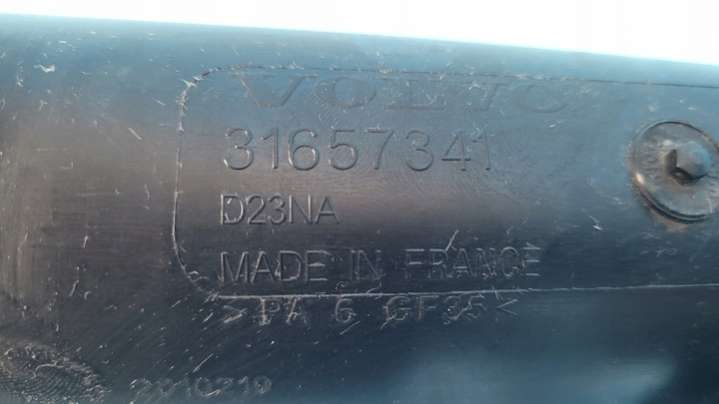 VOLVO
31657341
D23NA
MADE IN FRANCE
>PA 6 GF35<